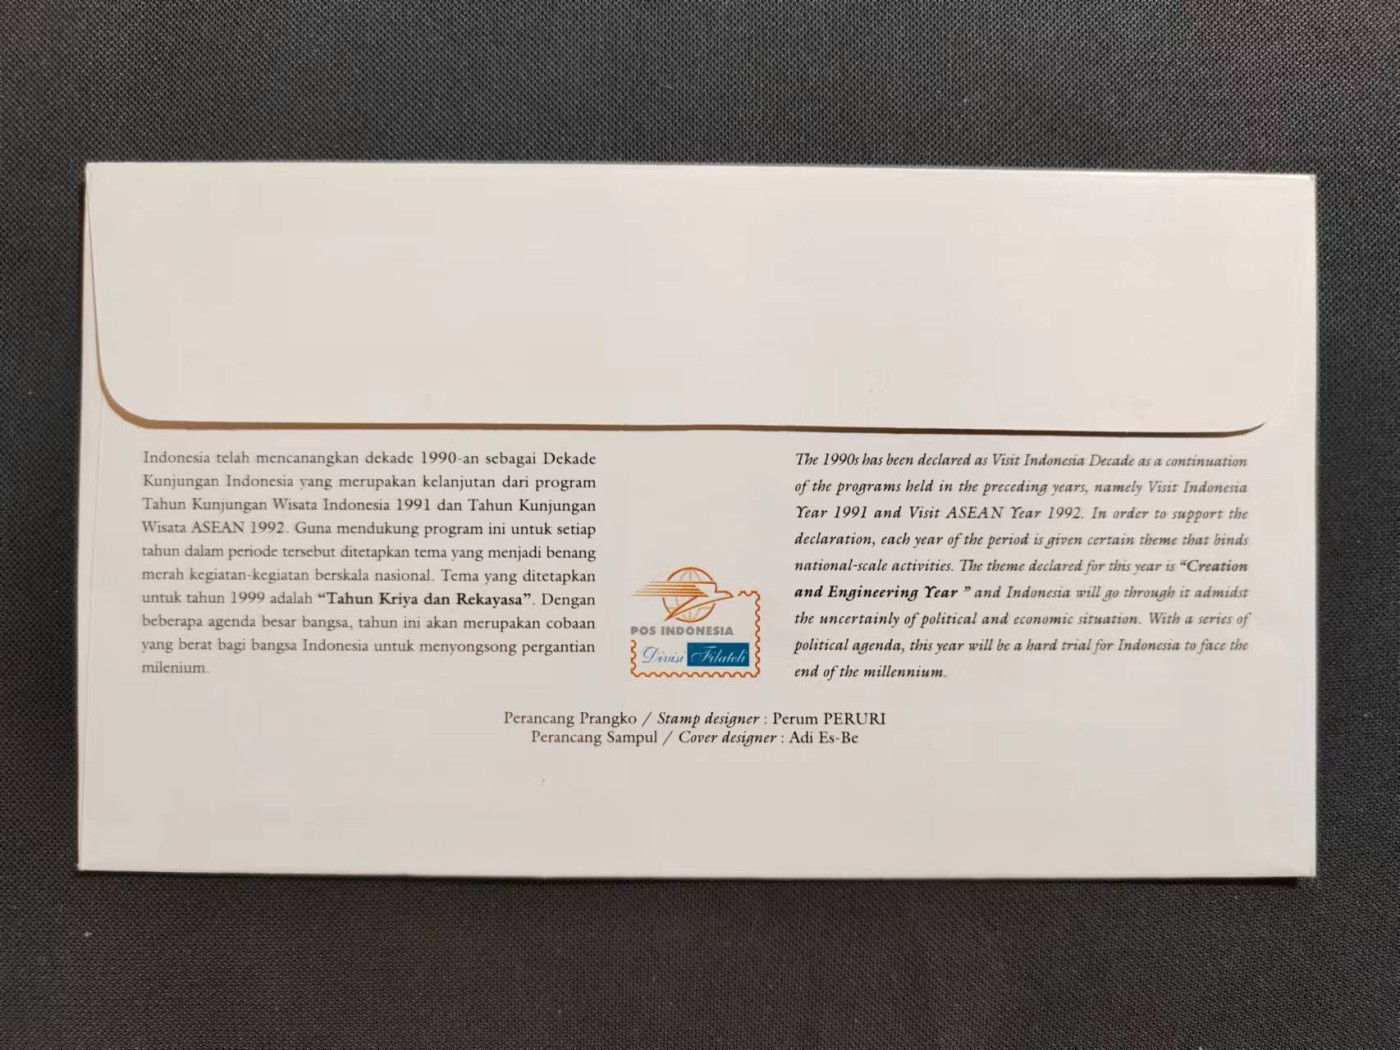 Indonesia telah mencanangkan dekade 1990-an sebagai Dekade
Kunjungan Indonesia yang merupakan kelanjutan dari program
Tahun Kunjungan Wisata Indonesia 1991 dan Tahun Kunjungan
Wisata ASEAN 1992. Guna mendukung program ini untuk setiap
tahun dalam periode tersebut ditetapkan tema yang menjadi benang
merah kegiatan-kegiatan berskala nasional. Tema yang ditetapkan
untuk tahun 1999 adalah “Tahun Kriya dan Rekayasa”. Dengan
beberapa agenda besar bangsa, tahun ini akan merupakan cobaan
yang berat bagi bangsa Indonesia untuk menyongsong pergantian
milenium.
POS INDONESIA
Divisi Filateli
The 1990s has been declared as Visit Indonesia Decade as a continuation
of the programs held in the preceding years, namely Visit Indonesia
Year 1991 and Visit ASEAN Year 1992. In order to support the
declaration, each year of the period is given certain theme that binds
national-scale activities. The theme declared for this year is “Creation
and Engineering Year ” and Indonesia will go through it admidst
the uncertainly of political and economic situation. With a series of
political agenda, this year will be a hard trial for Indonesia to face the
end of the millennium.
Perancang Prangko / Stamp designer : Perum PERURI
Perancang Sampul / Cover designer : Adi Es-Be